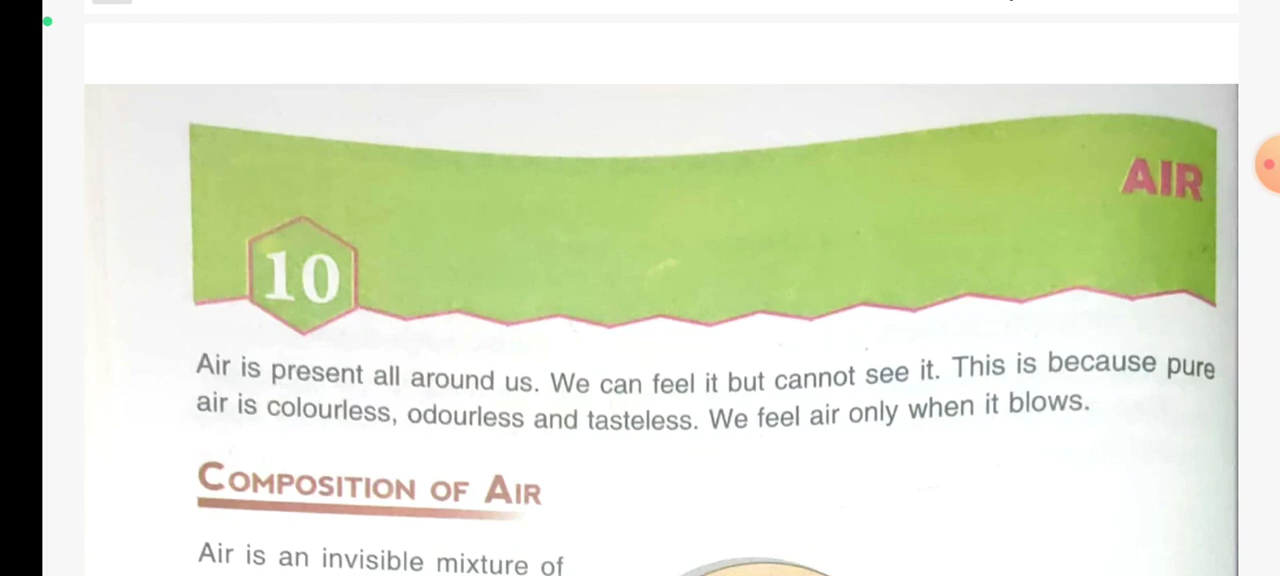 AIR
10
Air is present all around us. We can feel it but cannot see it. This is because pure
air is colourless, odourless and tasteless. We feel air only when it blows.
COMPOSITION OF AIR
Air is an invisible mixture of